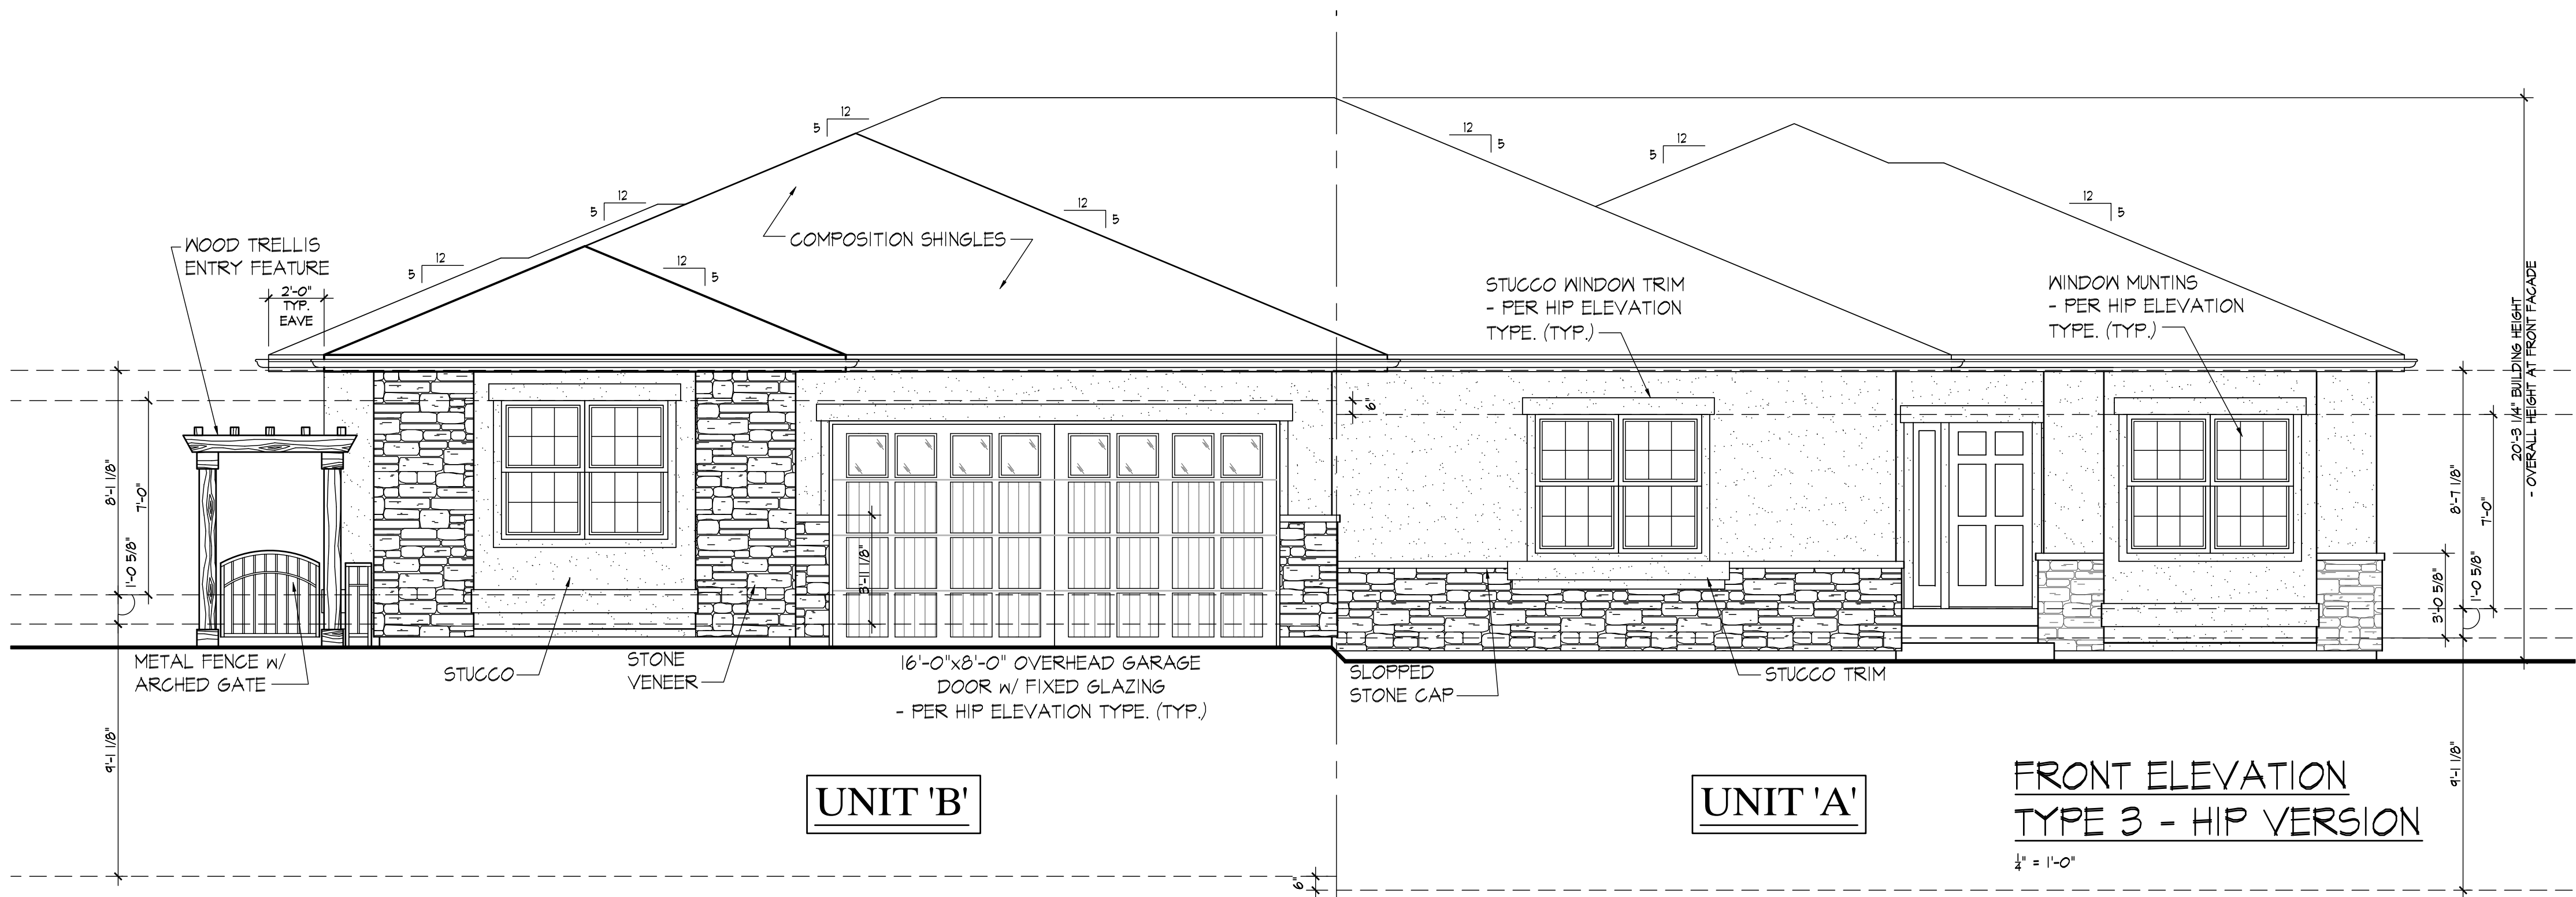 12
5
12
5
12
5
12
5
12
5
12
5
12
5
12
5
12
5
WOOD TRELLIS
ENTRY FEATURE
2'-0"
TYP.
EAVE
COMPOSITION SHINGLES
STUCCO WINDOW TRIM
- PER HIP ELEVATION
TYPE. (TYP.)
WINDOW MUNTINS
- PER HIP ELEVATION
TYPE. (TYP.)
20'-3 1/4" BUILDING HEIGHT
- OVERALL HEIGHT AT FRONT FACADE
8'-1 1/8"
7'-0"
1'-0 5/8"
6"
3'-11 1/8"
8'-7 1/8"
7'-0"
1'-0 5/8"
3'-0 5/8"
METAL FENCE W/
ARCHED GATE
STUCCO
STONE
VENEER
16'-0"x8'-0" OVERHEAD GARAGE
DOOR W/ FIXED GLAZING
- PER HIP ELEVATION TYPE. (TYP.)
SLOPPED
STONE CAP
STUCCO TRIM
9'-1 1/8"
9'-1 1/8"
UNIT 'B'
UNIT 'A'
FRONT ELEVATION
TYPE 3 - HIP VERSION
1/4" = 1'-0"
6"